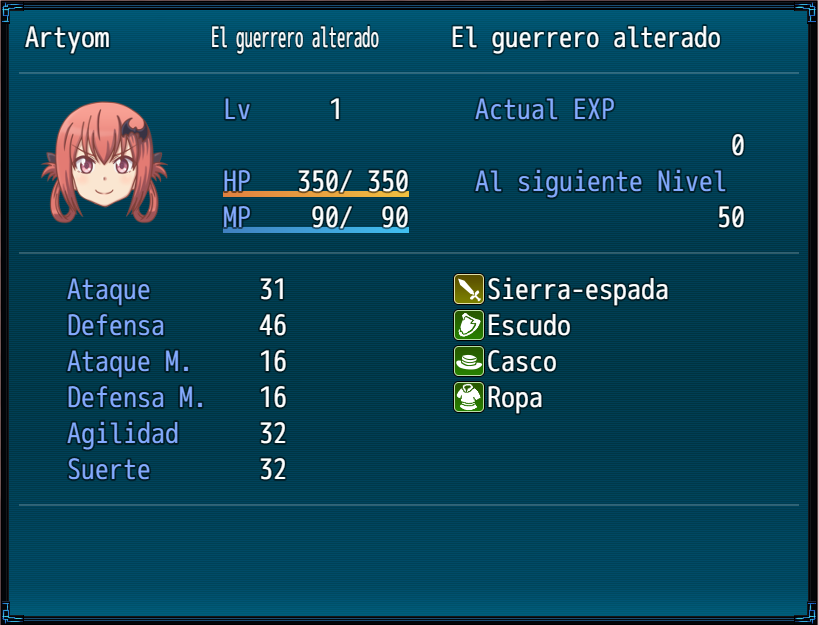 Artyom El guerrero alterado El guerrero alterado
Lv 1 Actual EXP
0
HP 350/ 350 Al siguiente Nivel
MP 90/ 90 50
Ataque 31 Sierra-espada
Defensa 46 Escudo
Ataque M. 16 Casco
Defensa M. 16 Ropa
Agilidad 32
Suerte 32